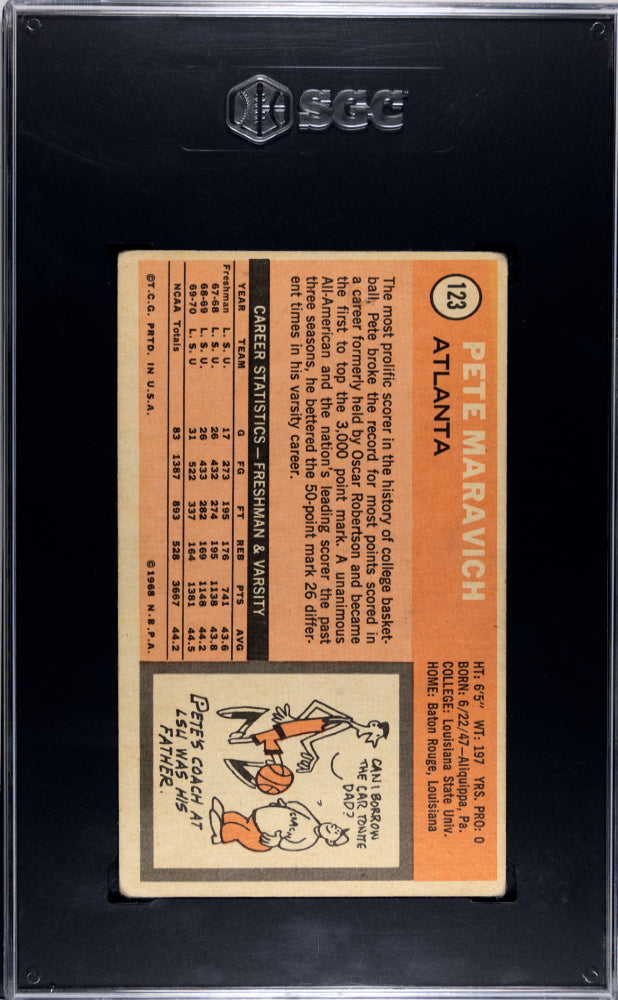 SGC
123
PETE MARAVICH
ATLANTA
HT: 6'5" WT: 197 YRS. PRO: 0
BORN: 6/22/47—Aliquippa, Pa.
COLLEGE: Louisiana State Univ.
HOME: Baton Rouge, Louisiana
The most prolific scorer in the history of college basket-
ball, Pete broke the record for most points scored in
a career formerly held by Oscar Robertson and became
the first to top the 3,000 point mark. A unanimous
All-American and the nation's leading scorer the past
three seasons, he bettered the 50-point mark 26 differ-
ent times in his varsity career.
CAREER STATISTICS — FRESHMAN & VARSITY
YEAR TEAM G FG FT REB PTS AVG
Freshman L. S. U. 17 273 195 176 741 43.6
67-68 L. S. U. 26 432 274 195 1138 43.8
68-69 L. S. U. 26 433 282 169 1148 44.2
69-70 L. S. U. 31 522 337 164 1381 44.5
NCAA Totals 83 1387 893 528 3667 44.2
©T.C.G. PRTD. IN U.S.A. ©1968 N.B.P.A.
CAN I BORROW
THE CAR TONITE
DAD?
COACH
PETE'S COACH AT
LSU WAS HIS
FATHER.